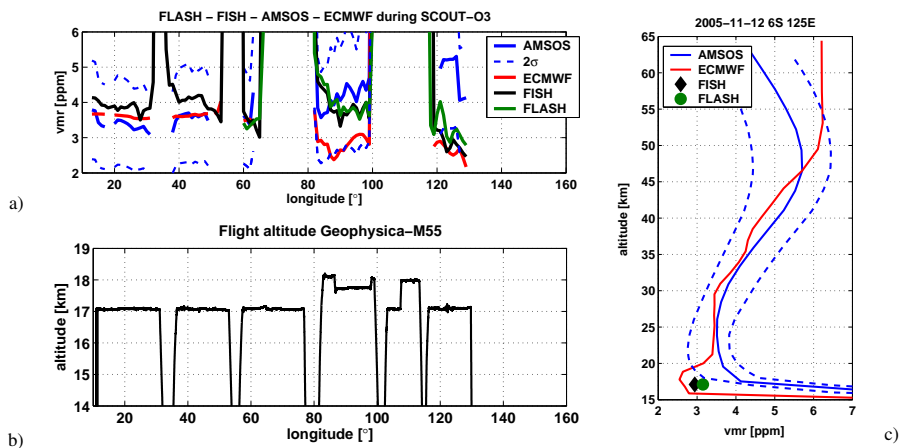 FLASH – FISH – AMSOS – ECMWF during SCOUT–O3
6
5
4
3
2
vmr [ppm]
20 40 60 80 100 120 140 160
longitude [°]
AMSOS
2σ
ECMWF
FISH
FLASH
a)
Flight altitude Geophysica–M55
19
18
17
16
15
14
altitude [km]
10 20 40 60 80 100 120 140 160
longitude [°]
b)
2005–11–12 6S 125E
AMSOS
ECMWF
FISH
FLASH
65
60
55
50
45
40
35
30
25
20
15
10
altitude [km]
2 3 4 5 6 7
vmr [ppm]
c)